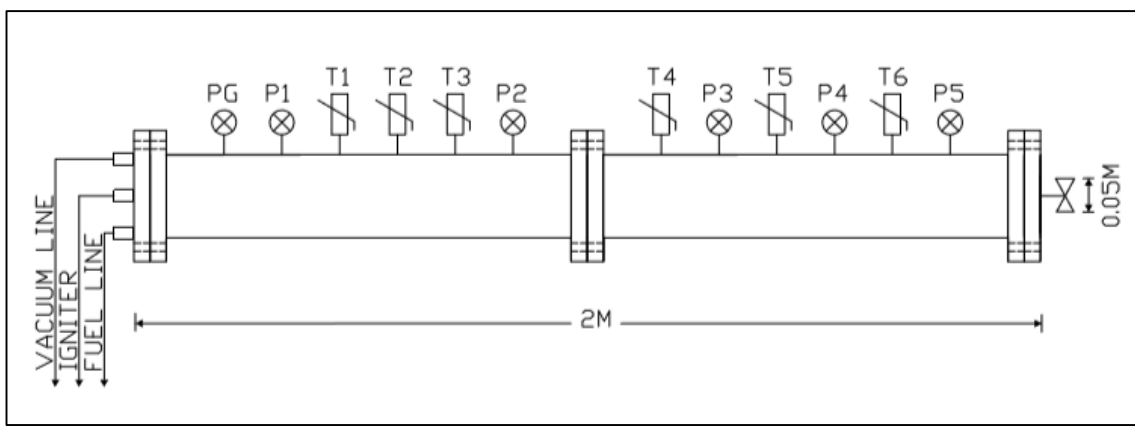 PG P1 T1 T2 T3 P2 T4 P3 T5 P4 T6 P5
VACUUM LINE
IGNITER
FUEL LINE
0.05M
2M